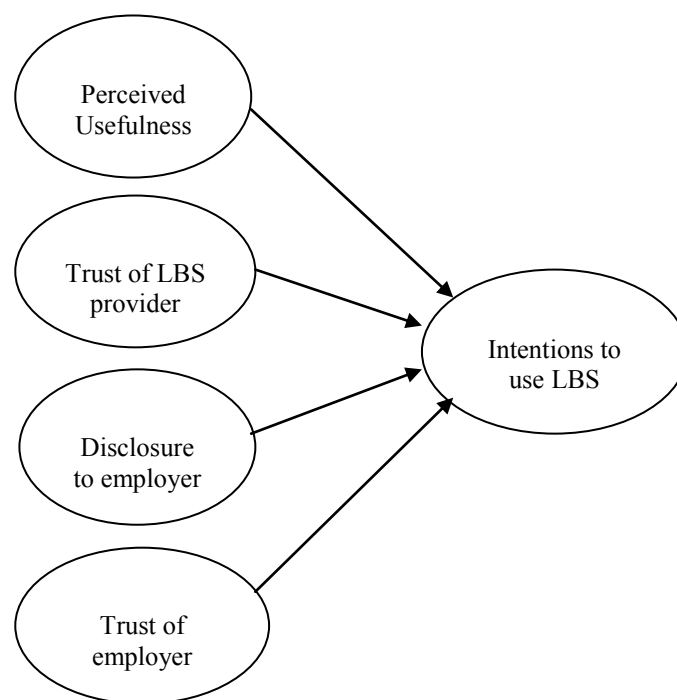 Perceived
Usefulness
Trust of LBS
provider
Intentions to
use LBS
Disclosure
to employer
Trust of
employer